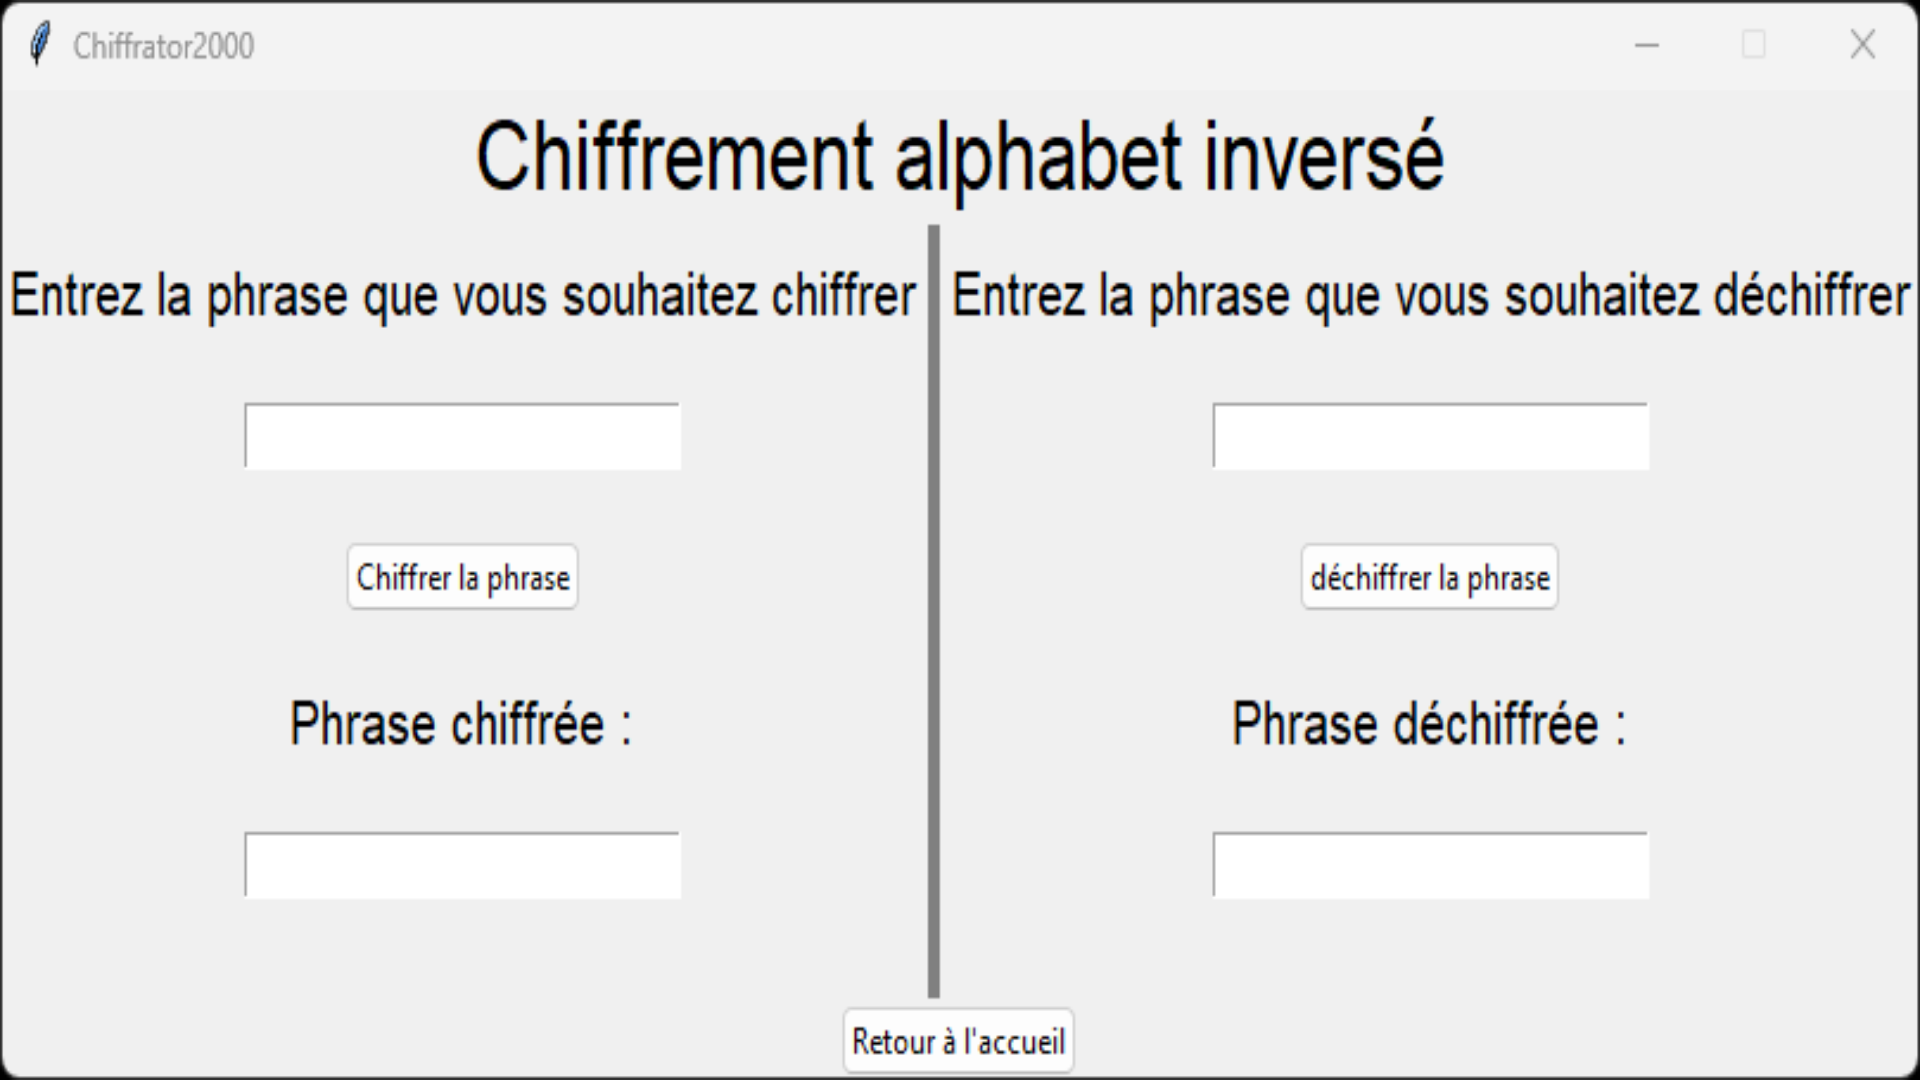 Chiffrator2000
Chiffrement alphabet inversé
Entrez la phrase que vous souhaitez chiffrer
Chiffrer la phrase
Phrase chiffrée :
Entrez la phrase que vous souhaitez déchiffrer
déchiffrer la phrase
Phrase déchiffrée :
Retour à l'accueil